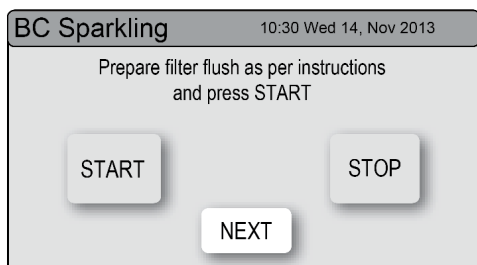 BC Sparkling 10:30 Wed 14, Nov 2013
Prepare filter flush as per instructions
and press START
START STOP
NEXT